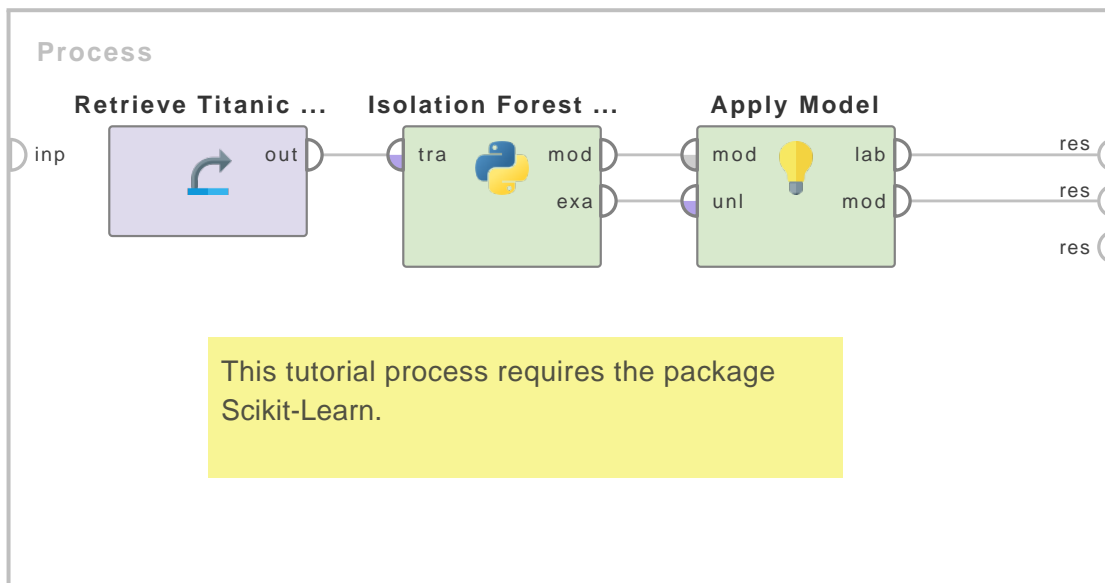 Process
Retrieve Titanic ... Isolation Forest ... Apply Model
inp out tra mod mod lab res
exa unl mod res
res
This tutorial process requires the package
Scikit-Learn.